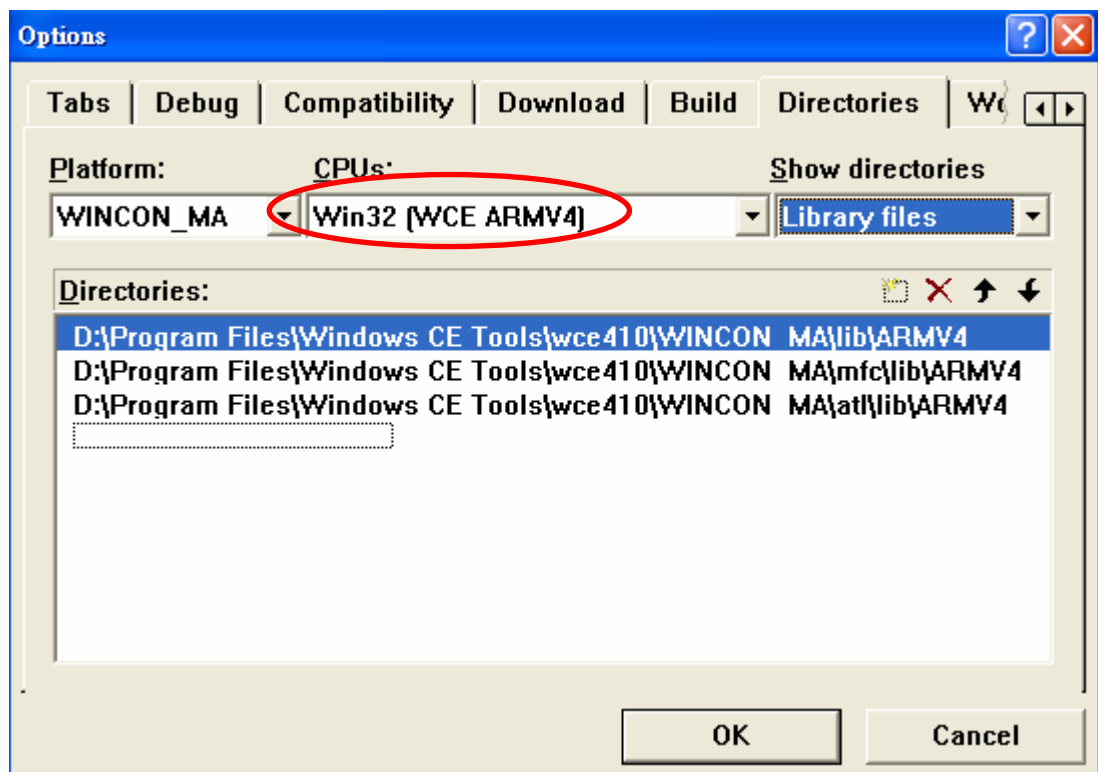 Options
Tabs Debug Compatibility Download Build Directories
Platform: CPUs: Show directories
WINCON_MA Win32 (WCE ARMV4) Library files
Directories:
D:\Program Files\Windows CE Tools\wce410\WINCON MA\lib\ARMV4
D:\Program Files\Windows CE Tools\wce410\WINCON MA\mfc\lib\ARMV4
D:\Program Files\Windows CE Tools\wce410\WINCON MA\atl\lib\ARMV4
OK Cancel